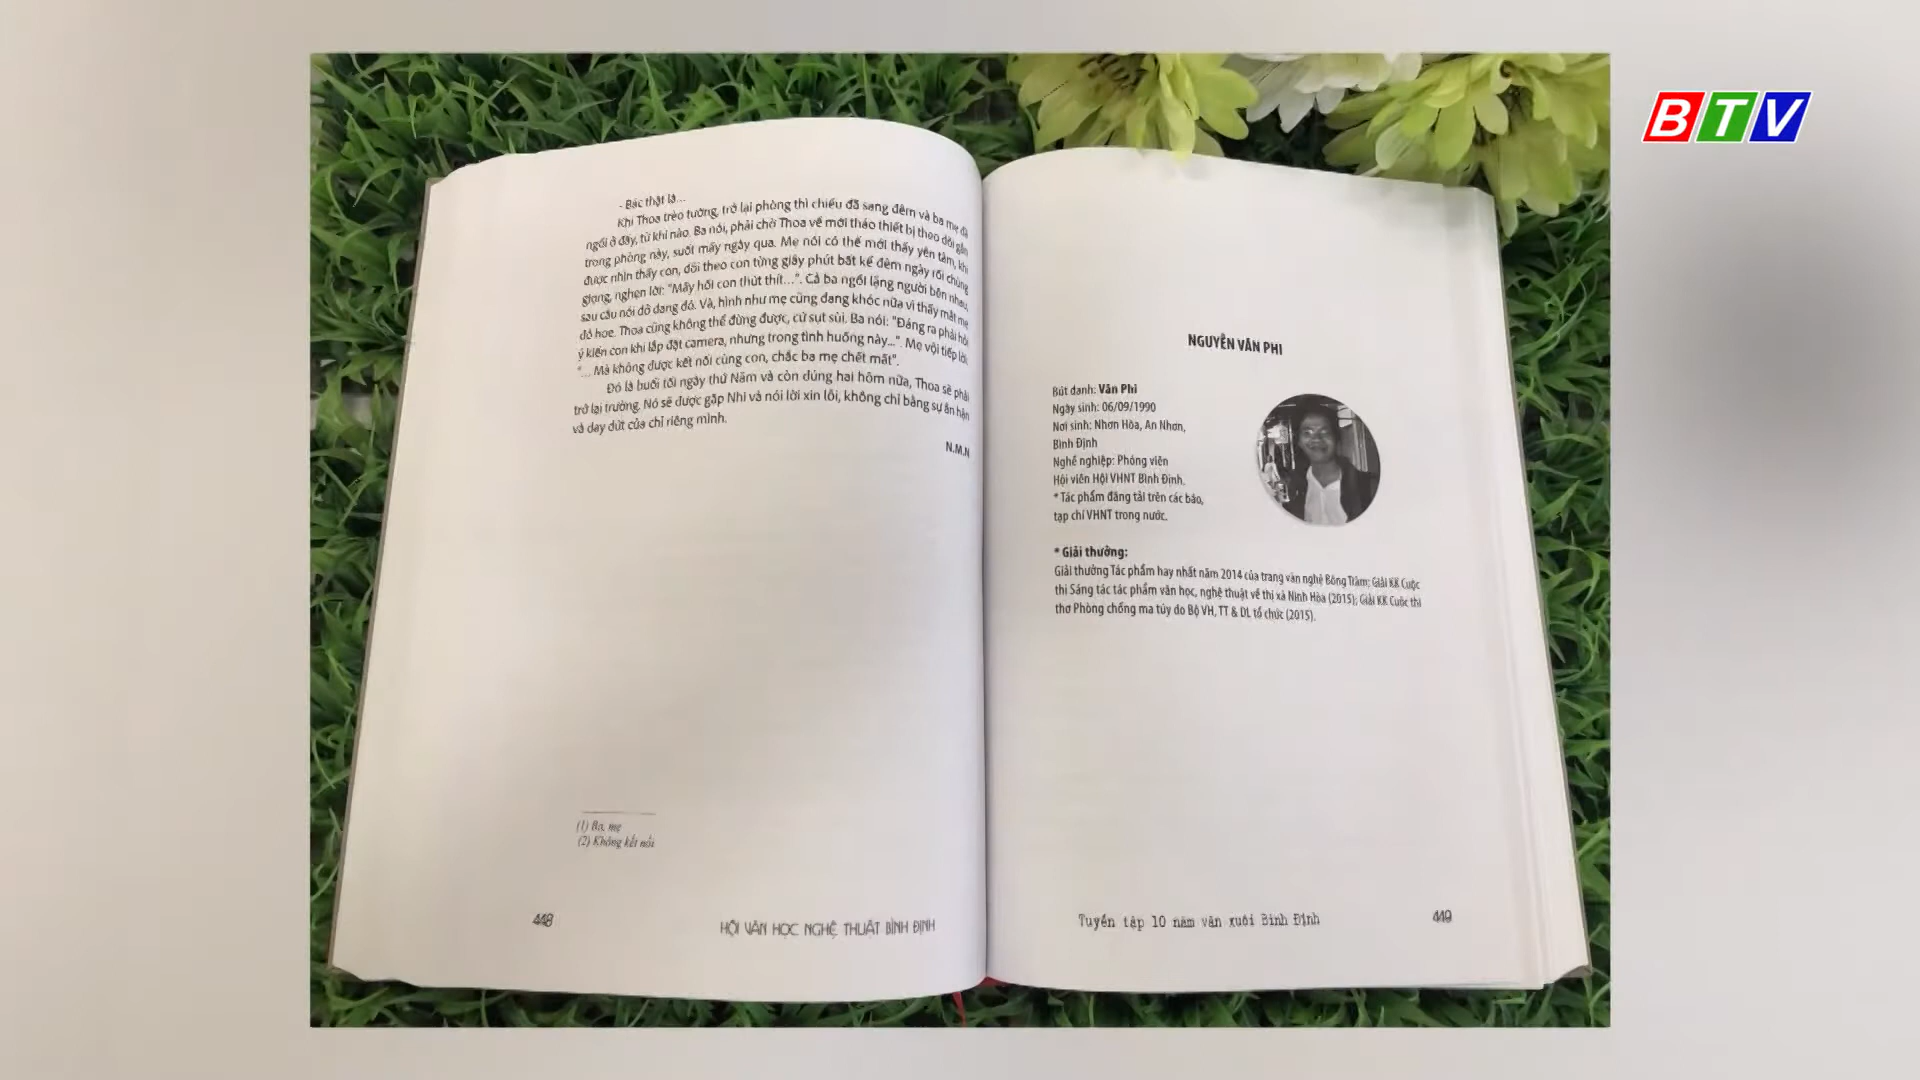 BTV
- Bác thật là...
Khi Thoa trèo tường, trở lại phòng thì chiều đã sang đêm và ba mẹ đã
ngồi ở đây, từ khi nào. Ba nói, phải chờ Thoa về mới tháo thiết bị theo dõi gắn
trong phòng này, suốt mấy ngày qua. Mẹ nói có thế mới thấy yên tâm, khi
được nhìn thấy con, dõi theo con từng giây phút bất kể đêm ngày rồi chùng
giọng, nghẹn lời: "Mấy hồi con thút thít...". Cả ba ngồi lặng người bên nhau,
sau câu nói dở dang đó. Và, hình như mẹ cũng đang khóc nữa vì thấy mắt mẹ
đỏ hoe. Thoa cũng không thể đừng được, cứ sụt sùi. Ba nói: "Đáng ra phải hỏi
ý kiến con khi lắp đặt camera, nhưng trong tình huống này...". Mẹ vội tiếp lời:
"... Mà không được kết nối cùng con, chắc ba mẹ chết mất".
Đó là buổi tối ngày thứ Năm và còn đúng hai hôm nữa, Thoa sẽ phải
trở lại trường. Nó sẽ được gặp Nhi và nói lời xin lỗi, không chỉ bằng sự ân hận
và day dứt của chỉ riêng mình.
N.M.N
(1) Ba, mẹ
(2) Không kết nối
448
HỘI VĂN HỌC NGHỆ THUẬT BÌNH ĐỊNH
NGUYỄN VĂN PHI
Bút danh: Văn Phi
Ngày sinh: 06/09/1990
Nơi sinh: Nhơn Hòa, An Nhơn,
Bình Định
Nghề nghiệp: Phóng viên
Hội viên Hội VHNT Bình Định.
* Tác phẩm đăng tải trên các báo,
tạp chí VHNT trong nước.
* Giải thưởng:
Giải thưởng Tác phẩm hay nhất năm 2014 của trang văn nghệ Bông Tràm; Giải KK Cuộc
thi Sáng tác tác phẩm văn học, nghệ thuật về thị xã Ninh Hòa (2015); Giải KK Cuộc thi
thơ Phòng chống ma túy do Bộ VH, TT & DL tổ chức (2015).
Tuyển tập 10 năm văn xuôi Bình Định
449